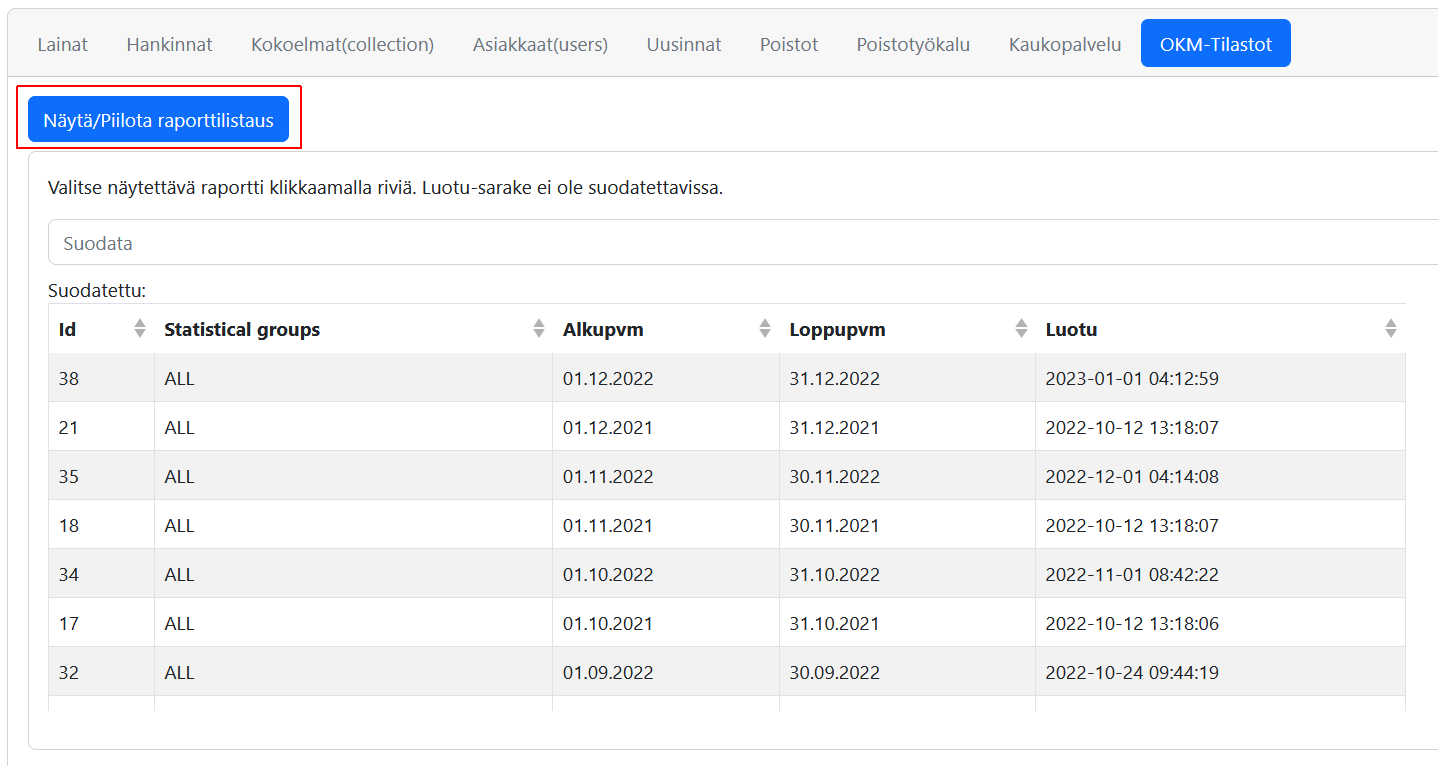 Lainat Hankinnat Kokoelmat(collection) Asiakkaat(users) Uusinnat Poistot Poistotyökalu Kaukopalvelu OKM-Tilastot
Näytä/Piilota raporttilistaus
Valitse näytettävä raportti klikkaamalla riviä. Luotu-sarake ei ole suodatettavissa.
Suodata
Suodatettu:
Id Statistical groups Alkupvm Loppupvm Luotu
38 ALL 01.12.2022 31.12.2022 2023-01-01 04:12:59
21 ALL 01.12.2021 31.12.2021 2022-10-12 13:18:07
35 ALL 01.11.2022 30.11.2022 2022-12-01 04:14:08
18 ALL 01.11.2021 30.11.2021 2022-10-12 13:18:07
34 ALL 01.10.2022 31.10.2022 2022-11-01 08:42:22
17 ALL 01.10.2021 31.10.2021 2022-10-12 13:18:06
32 ALL 01.09.2022 30.09.2022 2022-10-24 09:44:19